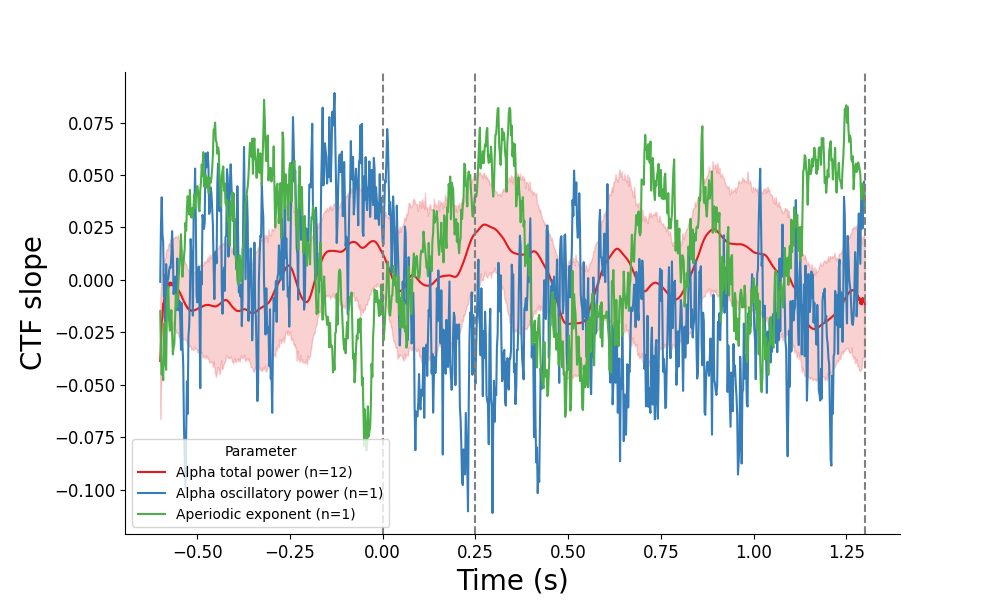 CTF slope
0.075
0.050
0.025
0.000
−0.025
−0.050
−0.075
−0.100
Parameter
Alpha total power (n=12)
Alpha oscillatory power (n=1)
Aperiodic exponent (n=1)
−0.50
−0.25
0.00
0.25
0.50
0.75
1.00
1.25
Time (s)